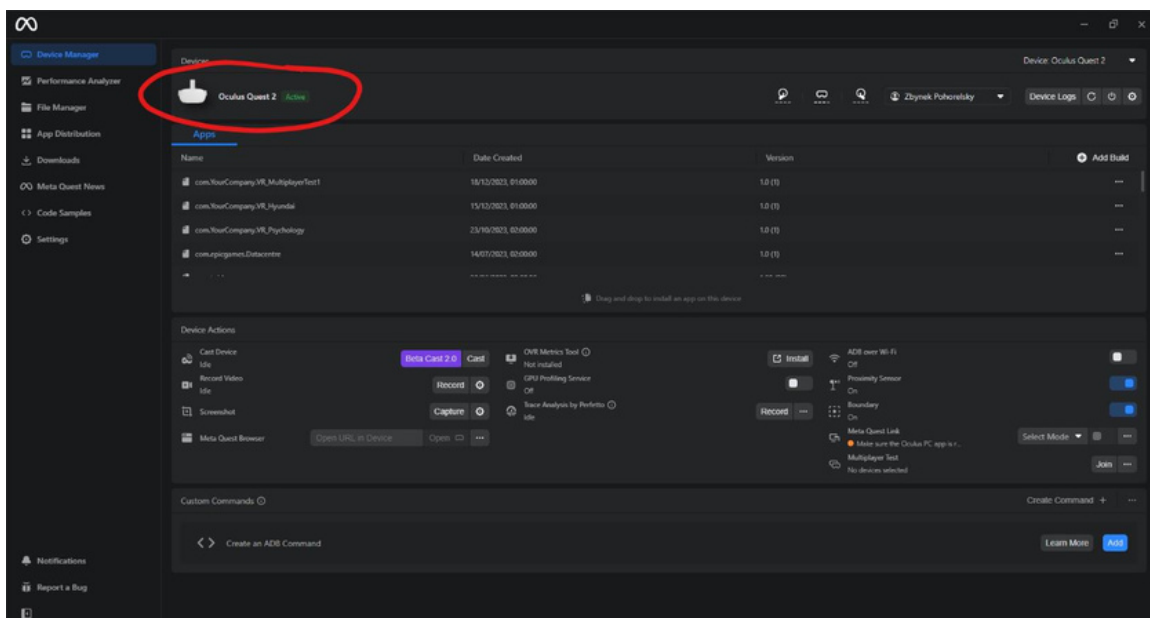 Device Manager
Performance Analyzer
File Manager
App Distribution
Downloads
Meta Quest News
Code Samples
Settings
Notifications
Report a Bug
Devices
Device: Oculus Quest 2
Oculus Quest 2 Active
Zbynek Pohorelsky
Device Logs
Apps
Name Date Created Version Add Build
com.YourCompany.VR_MultiplayerTest1 18/12/2023, 01:00:00 1.0 (1)
com.YourCompany.VR_Hyundai 15/12/2023, 01:00:00 1.0 (1)
com.YourCompany.VR_Psychology 23/10/2023, 02:00:00 1.0 (1)
com.epicgames.Datacentre 14/07/2023, 02:00:00 1.0 (1)
Drag and drop to install an app on this device
Device Actions
Cast Device
Idle
Beta Cast 2.0 Cast
Record Video
Idle
Record
Screenshot
Capture
Meta Quest Browser
Open URL in Device
Open
OVR Metrics Tool
Not installed
Install
GPU Profiling Service
Off
Trace Analysis by Perfetto
Idle
Record
ADB over Wi-Fi
Off
Proximity Sensor
On
Boundary
On
Meta Quest Link
Make sure the Oculus PC app is r...
Select Mode
Multiplayer Test
No devices selected
Join
Custom Commands
Create Command +
Create an ADB Command
Learn More
Add